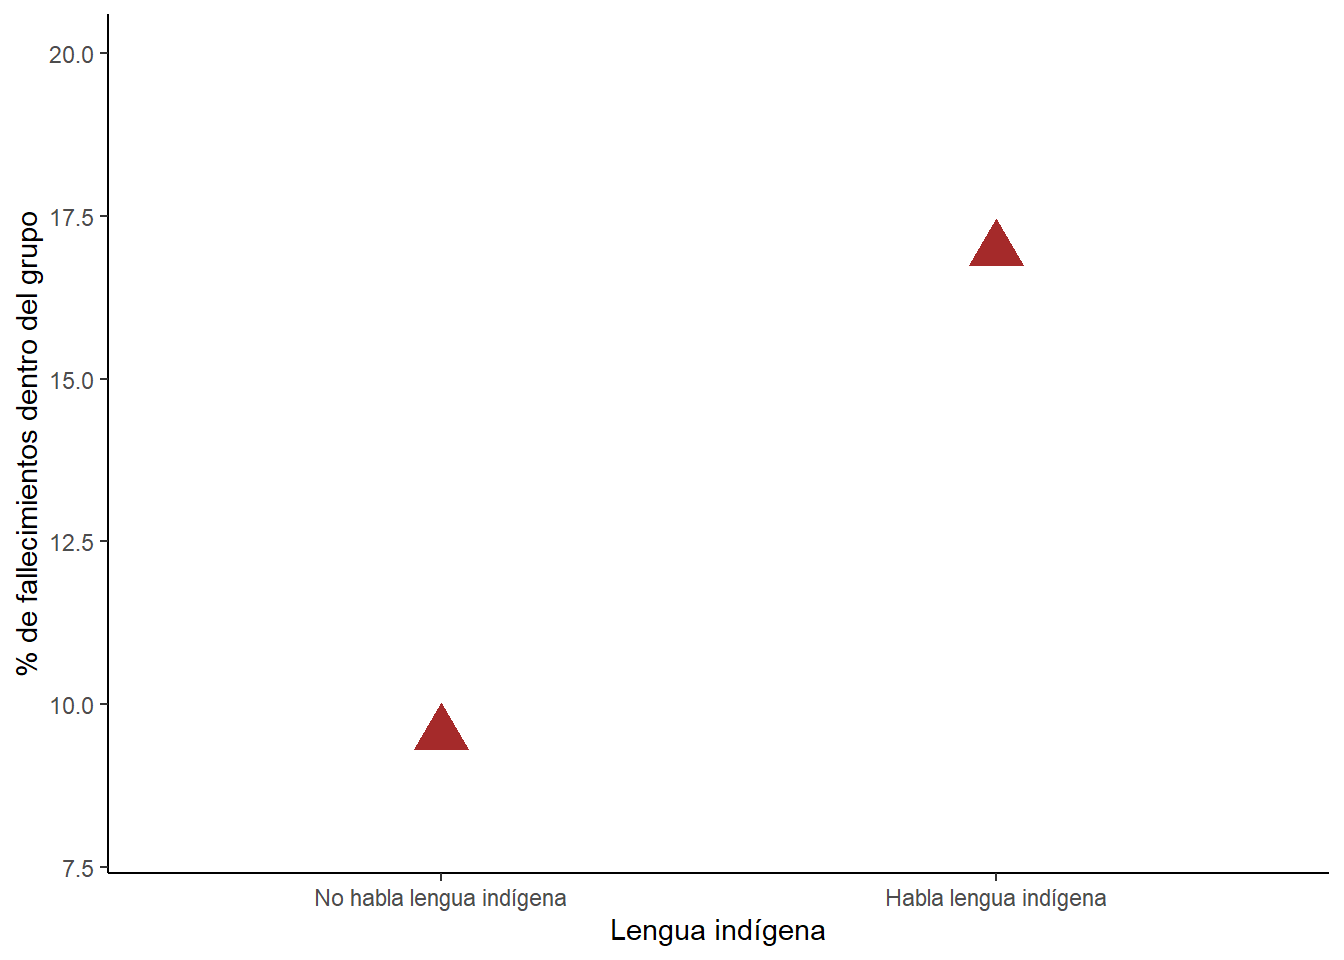 % de fallecimientos dentro del grupo
20.0
17.5
15.0
12.5
10.0
7.5
No habla lengua indígena
Habla lengua indígena
Lengua indígena